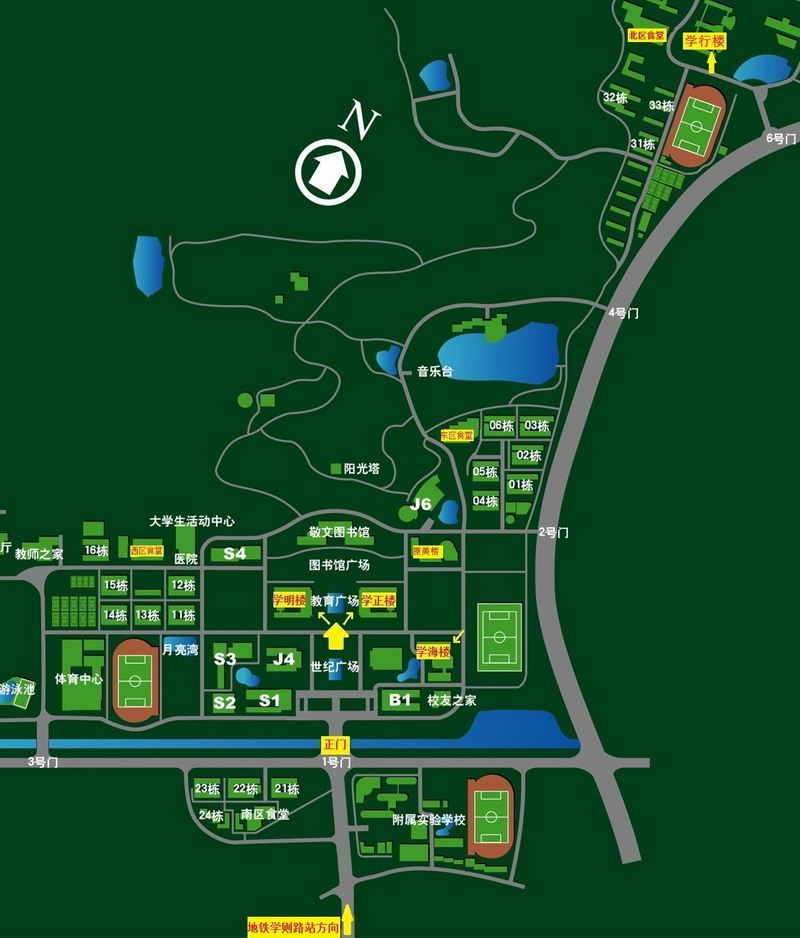 北区食堂
学行楼
32栋
33栋
N
6号门
31栋
4号门
音乐台
06栋
03栋
东区食堂
02栋
05栋
01栋
阳光塔
04栋
J6
大学生活动中心
敬文图书馆
2号门
厅
教师之家
16栋
西区食堂
医院
S4
原美楼
图书馆广场
15栋
12栋
学明楼
教育广场
学正楼
14栋
13栋
11栋
月亮湾
S3
J4
世纪广场
学海楼
体育中心
游泳池
S2
S1
B1
校友之家
正门
3号门
1号门
23栋
22栋
21栋
24栋
南区食堂
附属实验学校
地铁学则路站方向